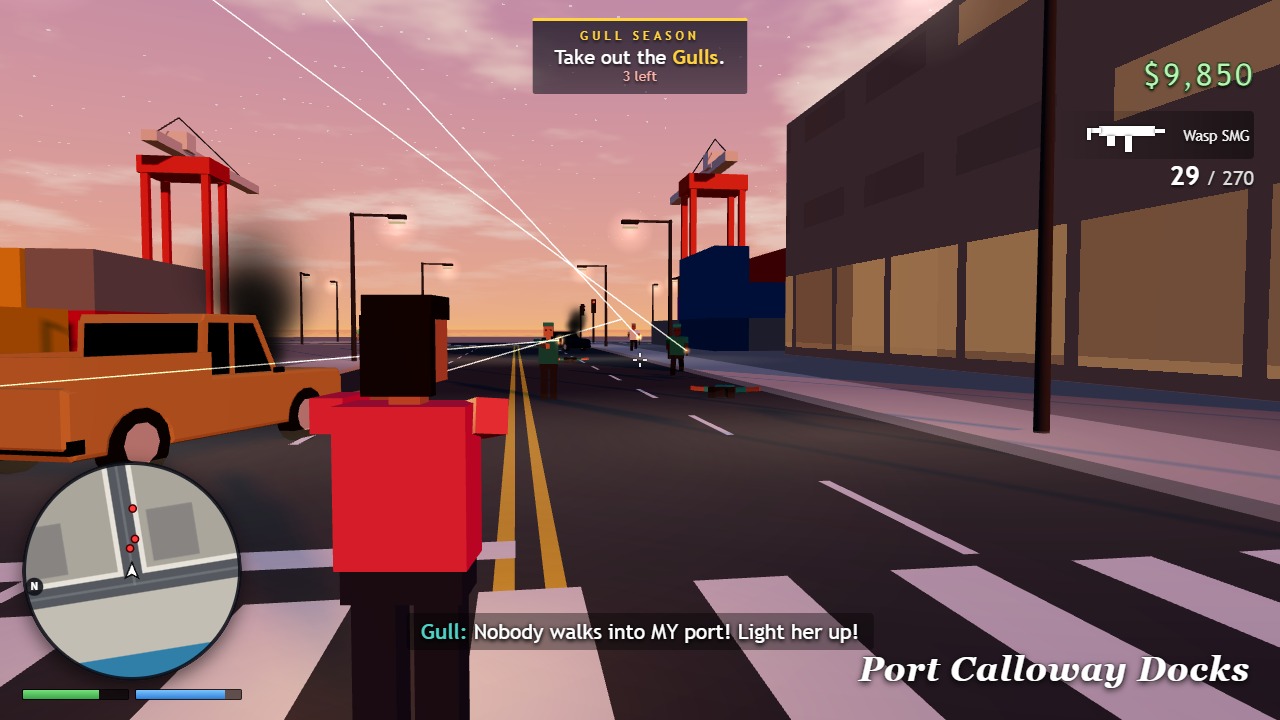 GULL SEASON
Take out the Gulls.
3 left
$9,850
Wasp SMG
29 / 270
N
Gull: Nobody walks into MY port! Light her up!
Port Calloway Docks